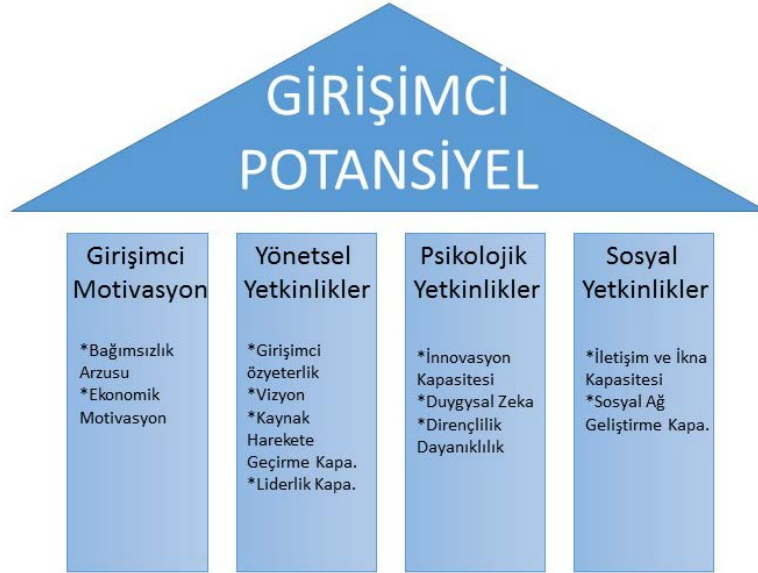 GİRİŞİMCİ
POTANSİYEL
Girişimci
Motivasyon
*Bağımsızlık
Arzusu
*Ekonomik
Motivasyon
Yönetsel
Yetkinlikler
*Girişimci
özyeterlik
*Vizyon
*Kaynak
Harekete
Geçirme Kapa.
*Liderlik Kapa.
Psikolojik
Yetkinlikler
*İnnovasyon
Kapasitesi
*Duygysal Zeka
*Dirençlilik
Dayanıklılık
Sosyal
Yetkinlikler
*İletişim ve İkna
Kapasitesi
*Sosyal Ağ
Geliştirme Kapa.